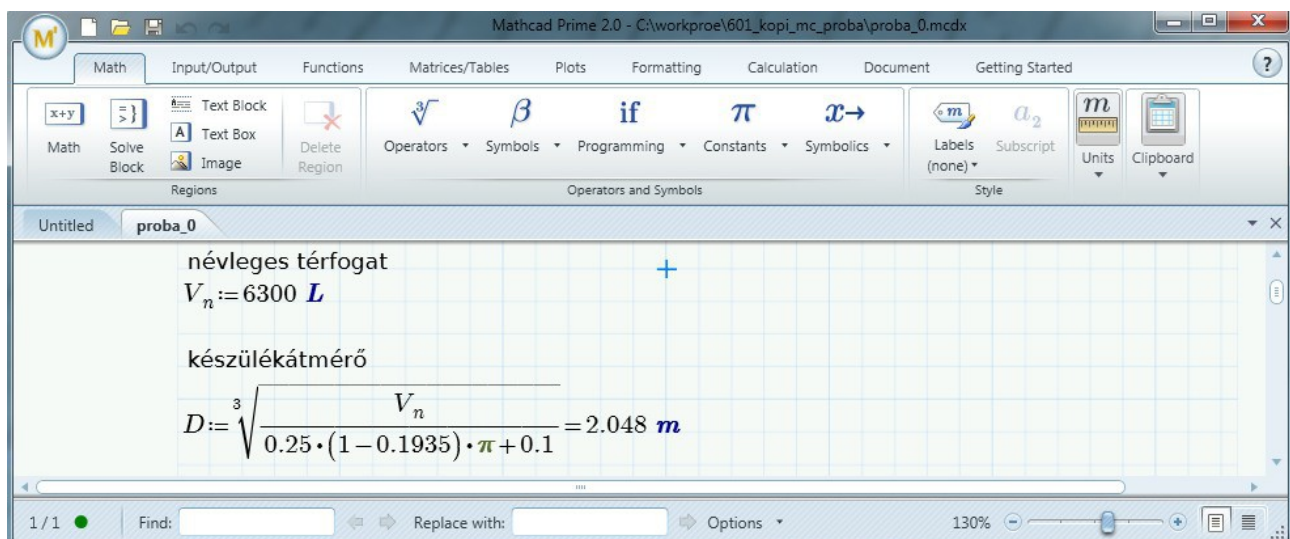 Mathcad Prime 2.0 - C:\workproe\601_kopi_mc_proba\proba_0.mcdx
M'
Math Input/Output Functions Matrices/Tables Plots Formatting Calculation Document Getting Started ?
x+y Math
Solve Block
Text Block
Text Box
Image
Delete Region
Regions
Operators Symbols if Programming π Constants Symbolics
Operators and Symbols
Labels (none)
Subscript
Style
Units
Clipboard
Untitled proba_0
névleges térfogat
Vₙ := 6300 L
készülékátmérő
D := ∛(Vₙ / (0.25 · (1 − 0.1935) · π + 0.1)) = 2.048 m
1 / 1 Find: Replace with: Options 130%